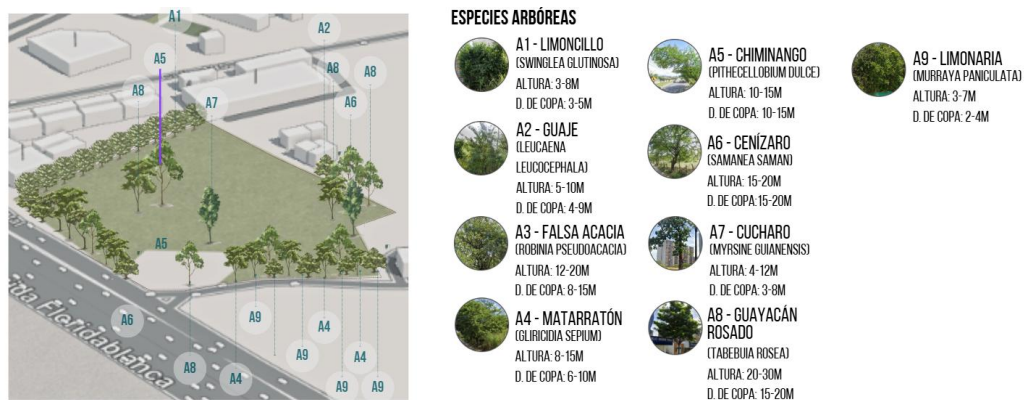 A1
A2
A5
A8
A8
A8
A7
A6
A5
A6
A9
A4
A9
A4
A8
A4
A9
A9
da Floridablanca
ESPECIES ARBÓREAS
A1 - LIMONCILLO
(SWINGLEA GLUTINOSA)
ALTURA: 3-8M
D. DE COPA: 3-5M
A2 - GUAJE
(LEUCAENA
LEUCOCEPHALA)
ALTURA: 5-10M
D. DE COPA: 4-9M
A3 - FALSA ACACIA
(ROBINIA PSEUDOACACIA)
ALTURA: 12-20M
D. DE COPA: 8-15M
A4 - MATARRATÓN
(GLIRICIDIA SEPIUM)
ALTURA: 8-15M
D. DE COPA: 6-10M
A5 - CHIMINANGO
(PITHECELLOBIUM DULCE)
ALTURA: 10-15M
D. DE COPA: 10-15M
A6 - CENÍZARO
(SAMANEA SAMAN)
ALTURA: 15-20M
D. DE COPA:15-20M
A7 - CUCHARO
(MYRSINE GUIANENSIS)
ALTURA: 4-12M
D. DE COPA: 3-8M
A8 - GUAYACÁN
ROSADO
(TABEBUIA ROSEA)
ALTURA: 20-30M
D. DE COPA: 15-20M
A9 - LIMONARIA
(MURRAYA PANICULATA)
ALTURA: 3-7M
D. DE COPA: 2-4M